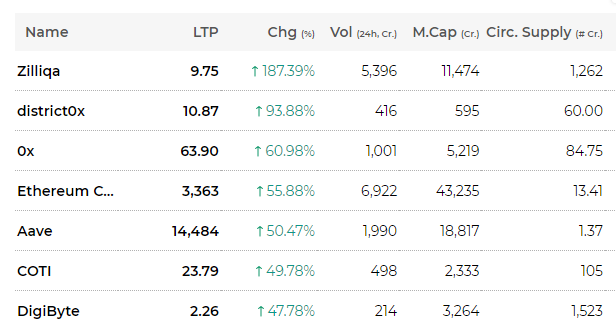 Name LTP Chg (%) Vol (24h, Cr.) M.Cap (Cr.) Circ. Supply (# Cr.)
Zilliqa 9.75 ↑187.39% 5,396 11,474 1,262
district0x 10.87 ↑93.88% 416 595 60.00
0x 63.90 ↑60.98% 1,001 5,219 84.75
Ethereum C... 3,363 ↑55.88% 6,922 43,235 13.41
Aave 14,484 ↑50.47% 1,990 18,817 1.37
COTI 23.79 ↑49.78% 498 2,333 105
DigiByte 2.26 ↑47.78% 214 3,264 1,523